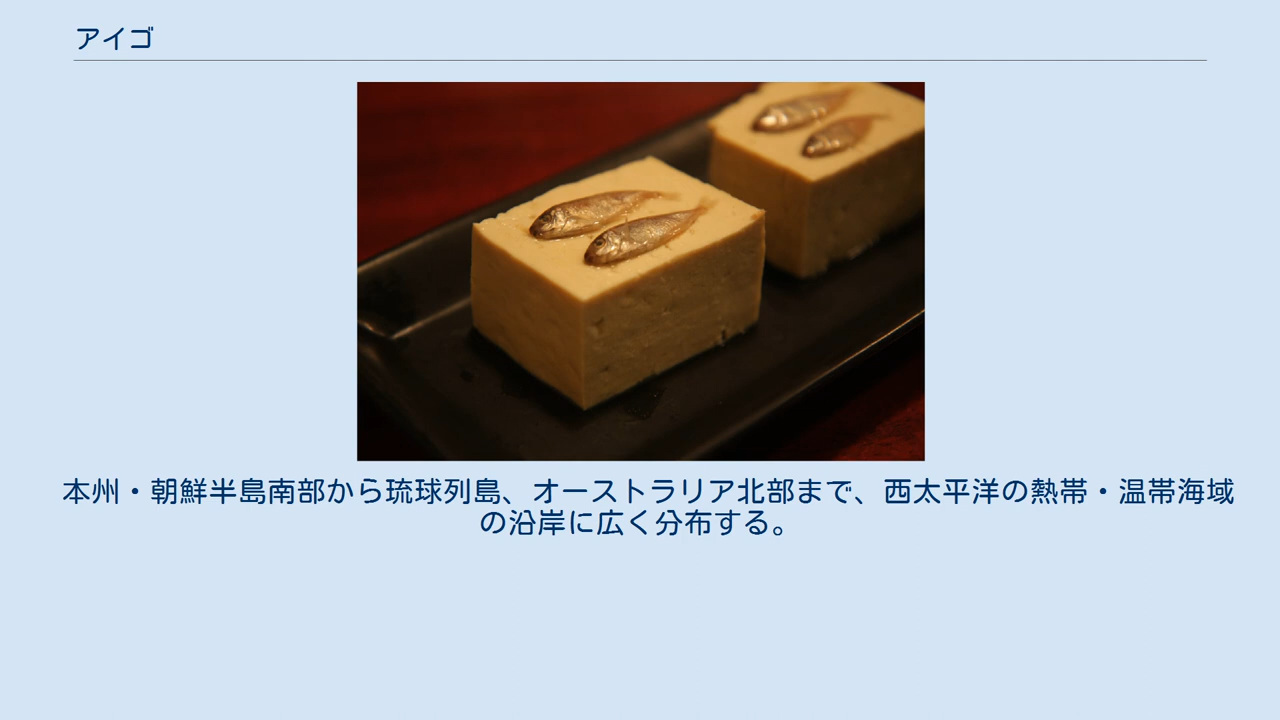 アイゴ
本州・朝鮮半島南部から琉球列島、オーストラリア北部まで、西太平洋の熱帯・温帯海域
の沿岸に広く分布する。